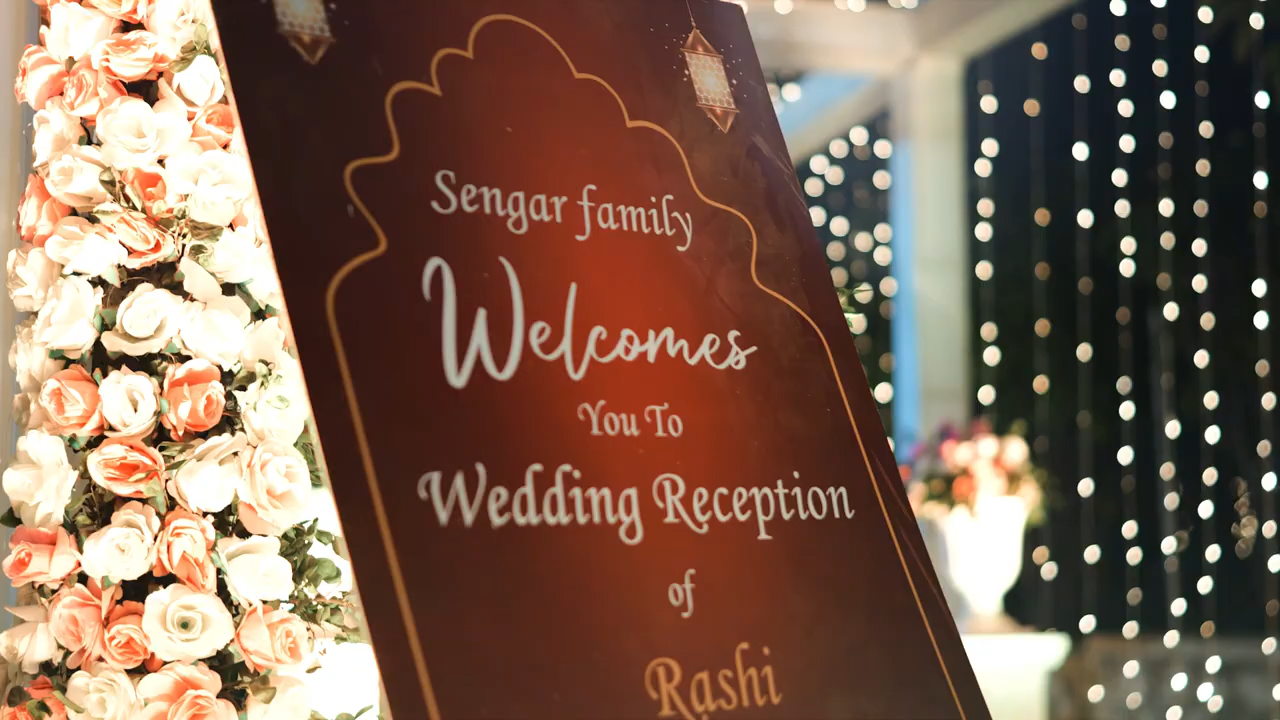 Sengar family
Welcomes
You To
Wedding Reception
of
Rashi